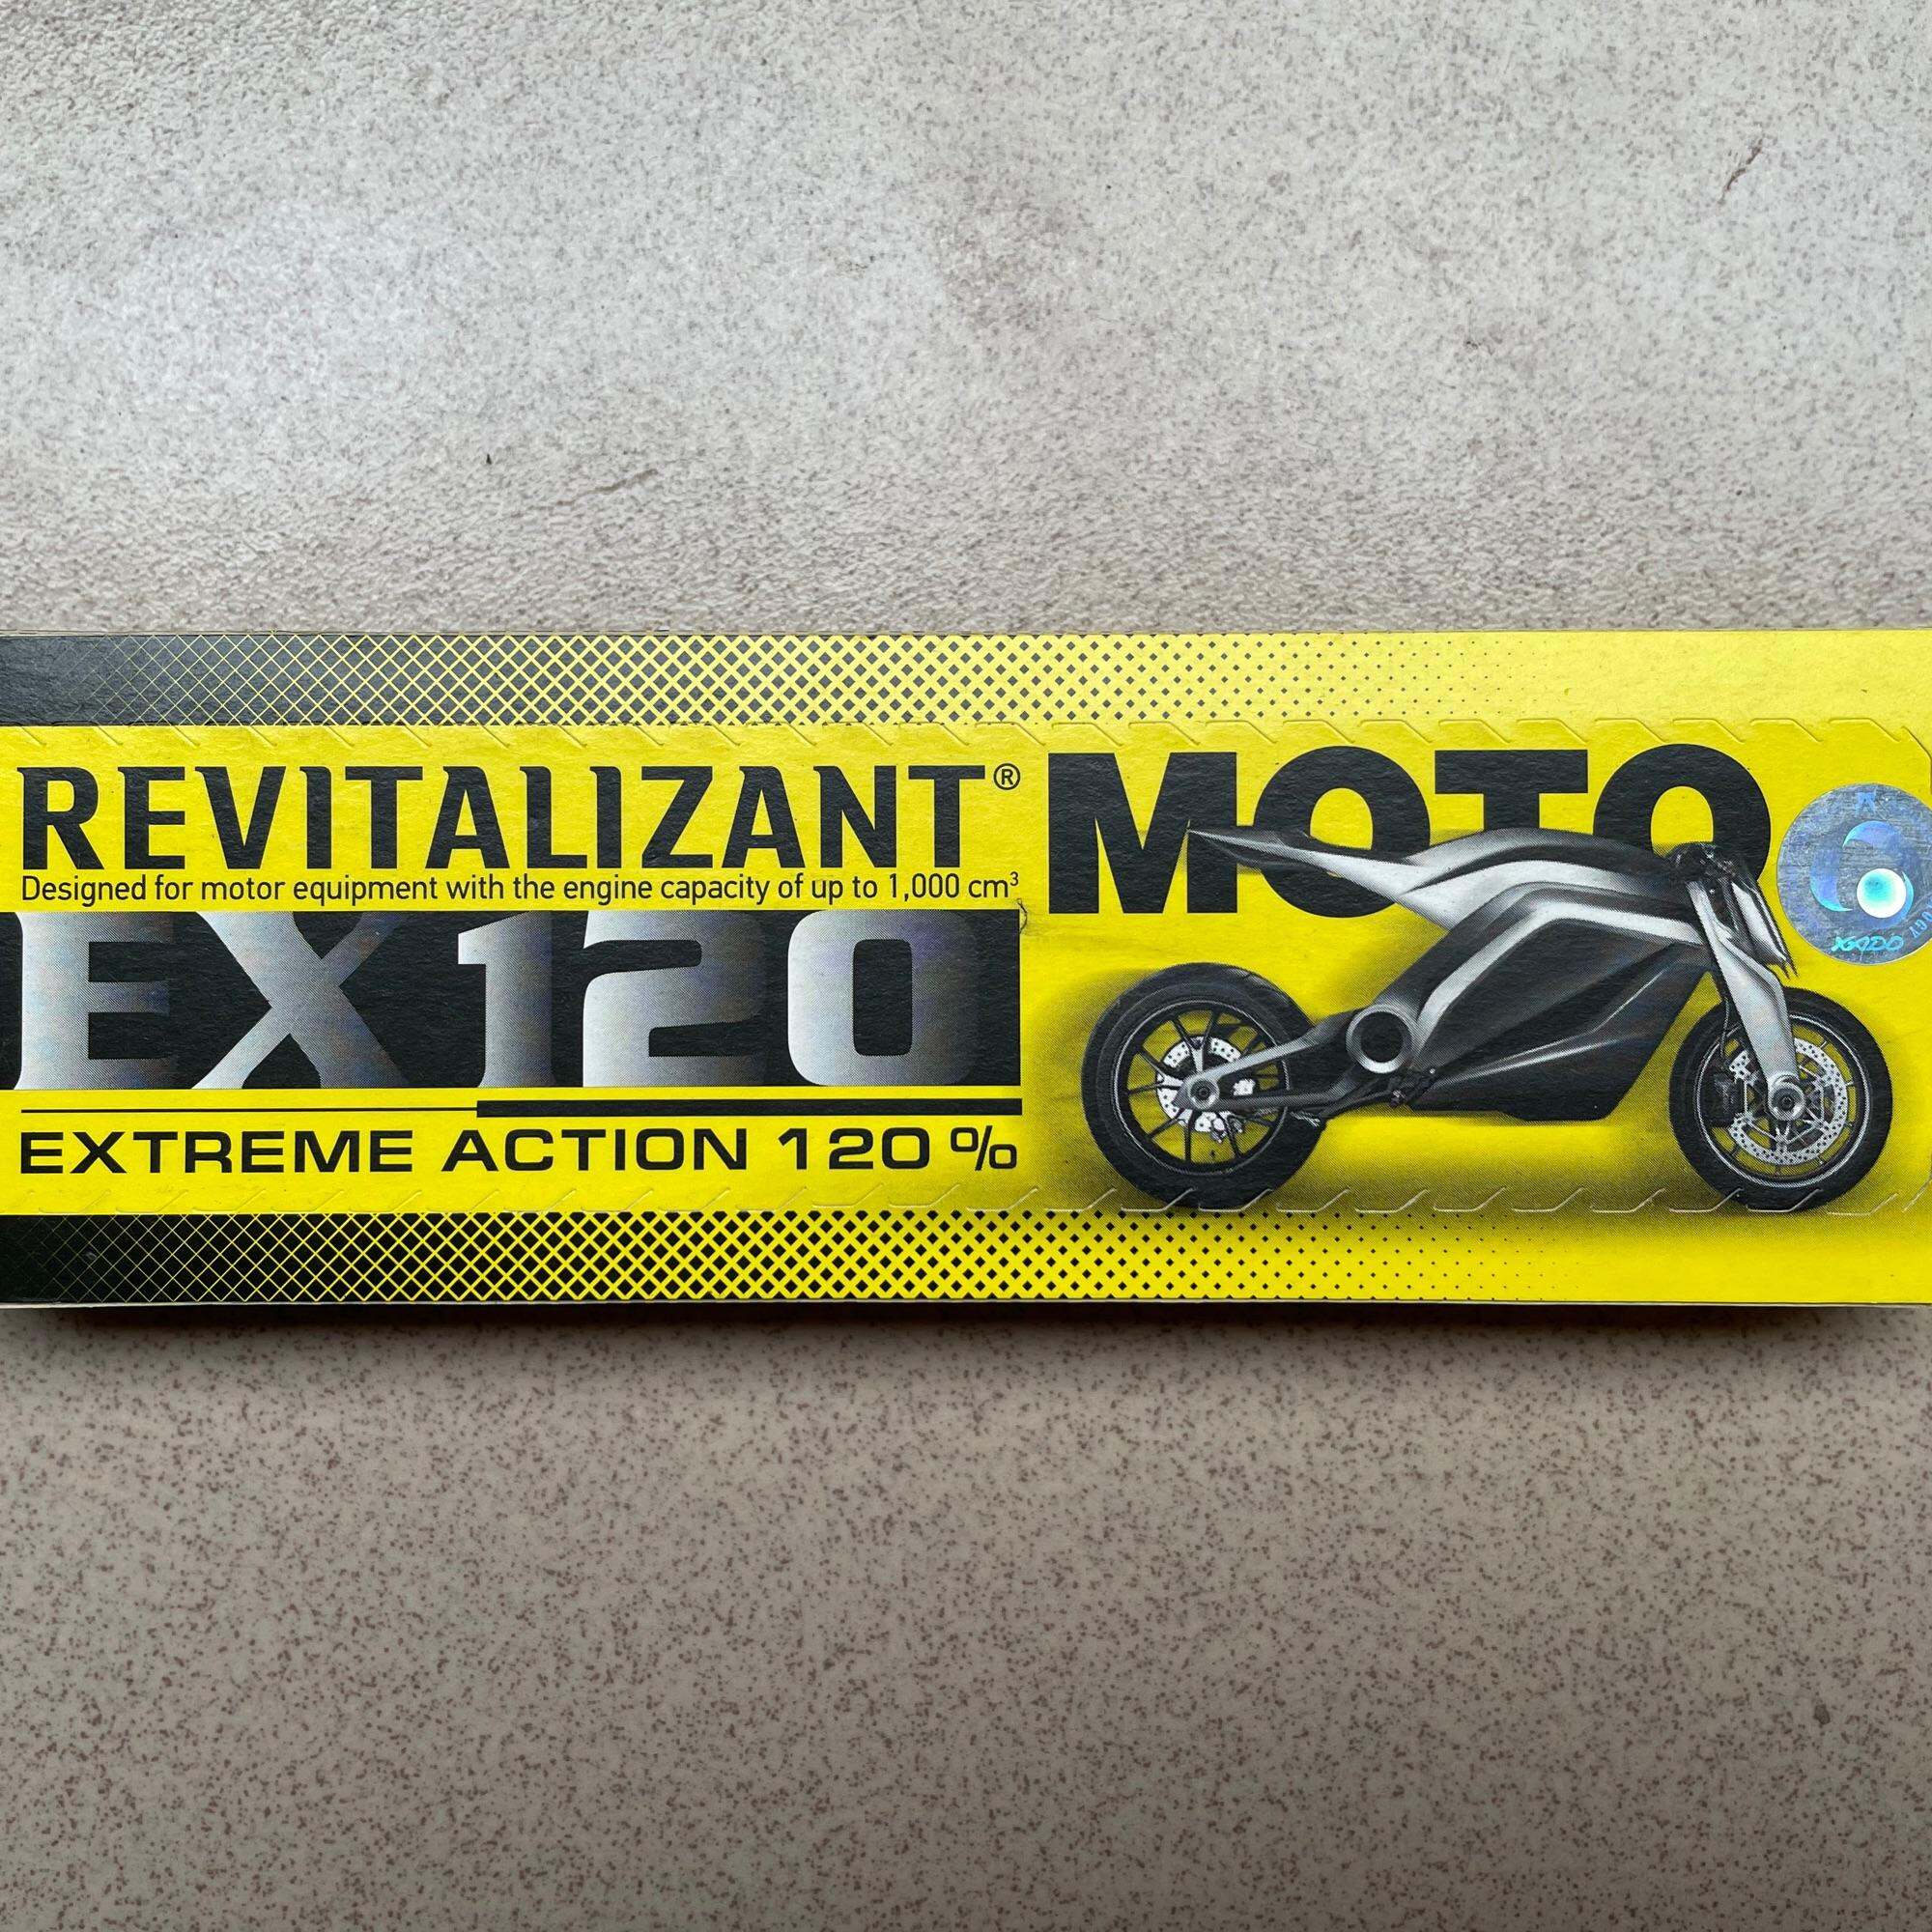 REVITALIZANT® MOTO
Designed for motor equipment with the engine capacity of up to 1,000 cm³
EX120
EXTREME ACTION 120 %
XADO